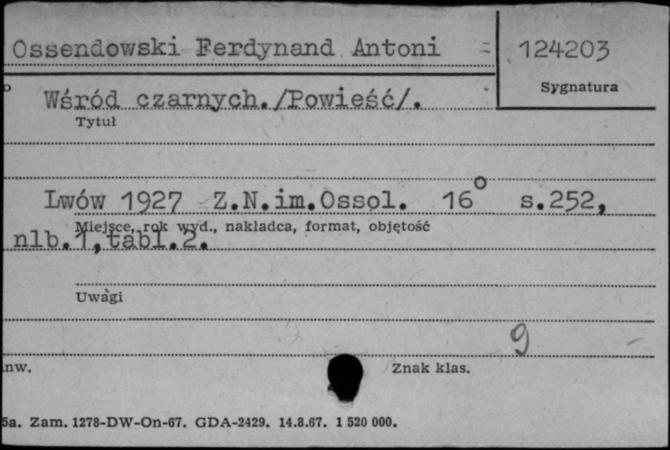 Ossendowski Ferdynand Antoni
124203
Sygnatura
Wśród czarnych./Powieść/.
Tytuł
Lwów 1927 Z.N.im.Ossol. 16° s.252,
Miejsce, rok wyd., nakładca, format, objętość
nlb.1,tabl.2.
Uwagi
9
nw.
Znak klas.
5a. Zam. 1278-DW-On-67. GDA-2429. 14.8.67. 1 520 000.